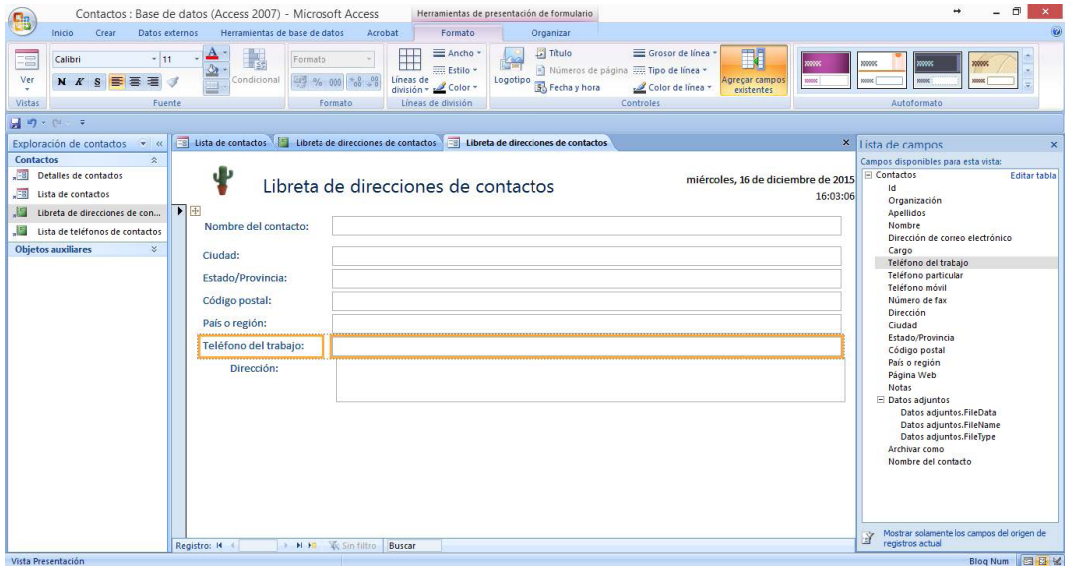 Contactos : Base de datos (Access 2007) - Microsoft Access
Herramientas de presentación de formulario
Inicio Crear Datos externos Herramientas de base de datos Acrobat Formato Organizar
Ver
Vistas
Calibri 11
N K S
Condicional
Fuente
Formato
% 000
Formato
Líneas de división
Ancho
Estilo
Color
Líneas de división
Logotipo
Título
Números de página
Fecha y hora
Grosor de línea
Tipo de línea
Color de línea
Agregar campos existentes
Controles
Autoformato
Exploración de contactos
Contactos
Detalles de contactos
Lista de contactos
Libreta de direcciones de con...
Lista de teléfonos de contactos
Objetos auxiliares
Lista de contactos
Libreta de direcciones de contactos
Libreta de direcciones de contactos
Libreta de direcciones de contactos
miércoles, 16 de diciembre de 2015
16:03:06
Nombre del contacto:
Ciudad:
Estado/Provincia:
Código postal:
País o región:
Teléfono del trabajo:
Dirección:
Registro: Sin filtro Buscar
Lista de campos
Campos disponibles para esta vista:
Contactos Editar tabla
Id
Organización
Apellidos
Nombre
Dirección de correo electrónico
Cargo
Teléfono del trabajo
Teléfono particular
Teléfono móvil
Número de fax
Dirección
Ciudad
Estado/Provincia
Código postal
País o región
Página Web
Notas
Datos adjuntos
Datos adjuntos.FileData
Datos adjuntos.FileName
Datos adjuntos.FileType
Archivar como
Nombre del contacto
Mostrar solamente los campos del origen de
registros actual
Vista Presentación
Bloq Num